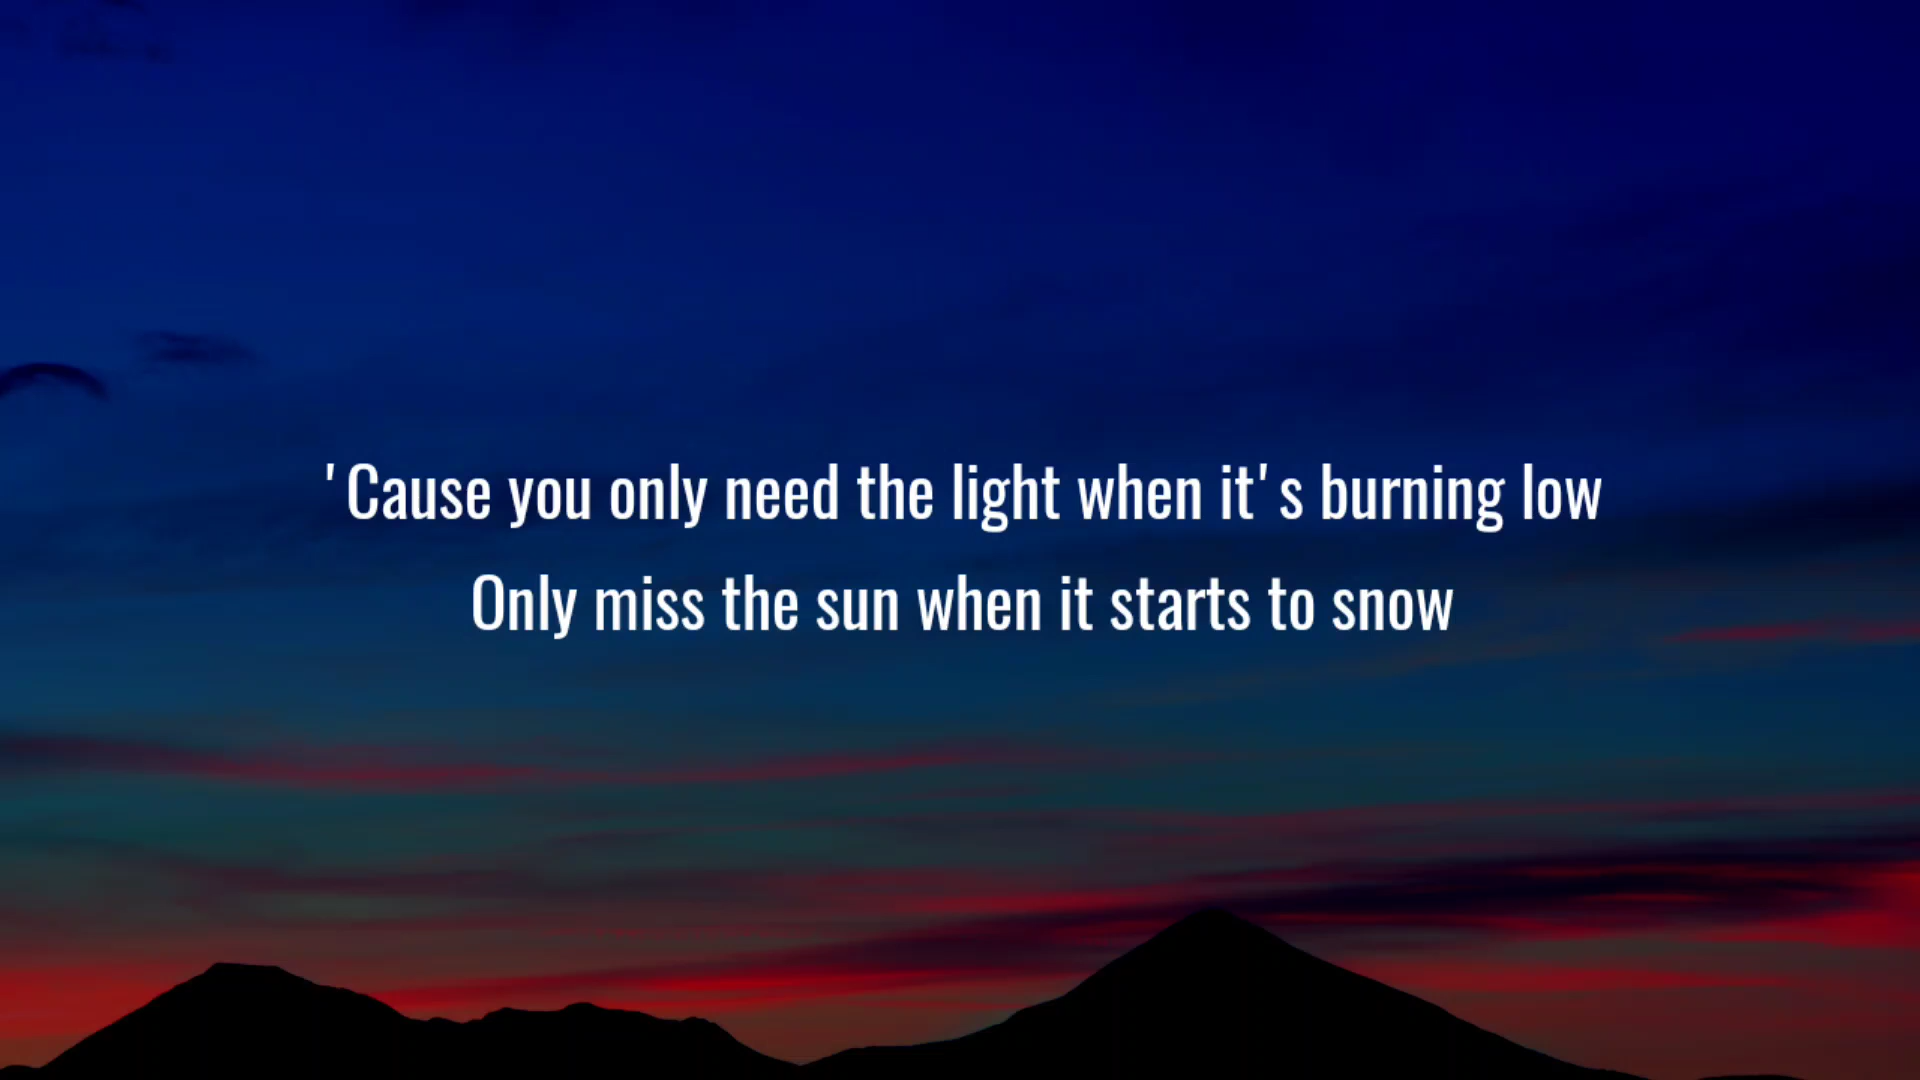 'Cause you only need the light when it's burning low
Only miss the sun when it starts to snow